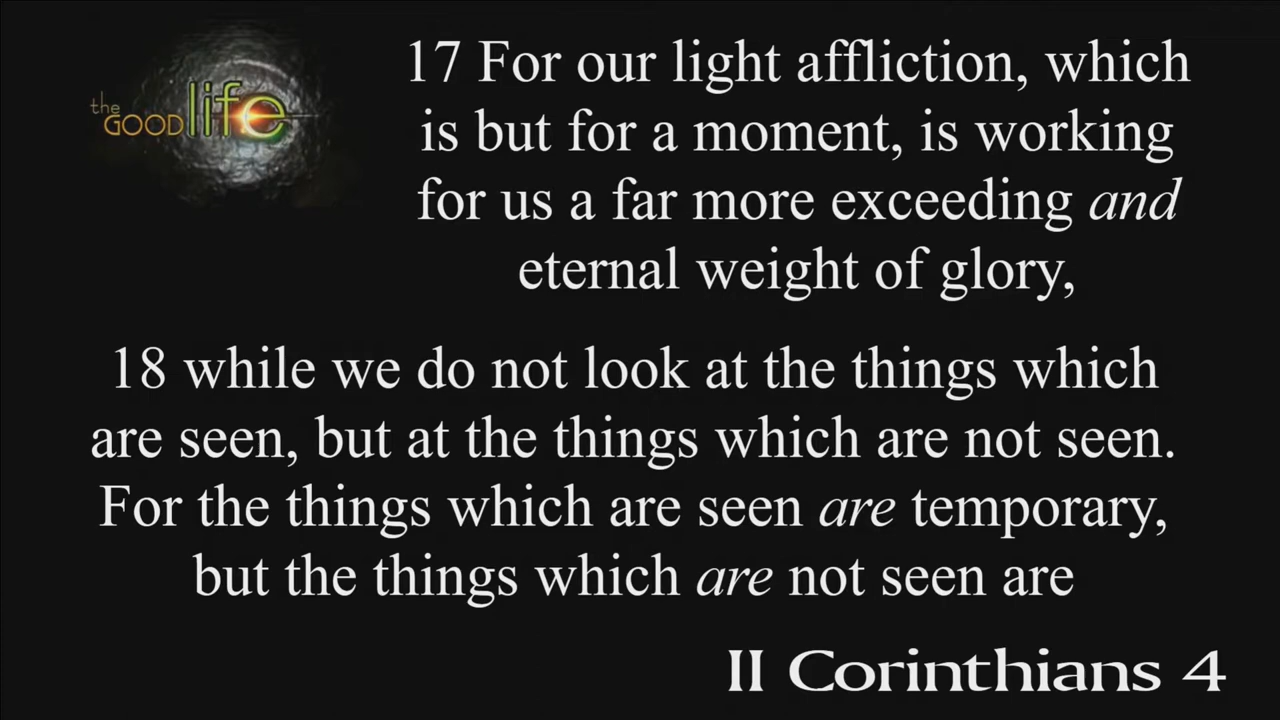 the
GOOD life
17 For our light affliction, which
is but for a moment, is working
for us a far more exceeding and
eternal weight of glory,
18 while we do not look at the things which
are seen, but at the things which are not seen.
For the things which are seen are temporary,
but the things which are not seen are
II Corinthians 4